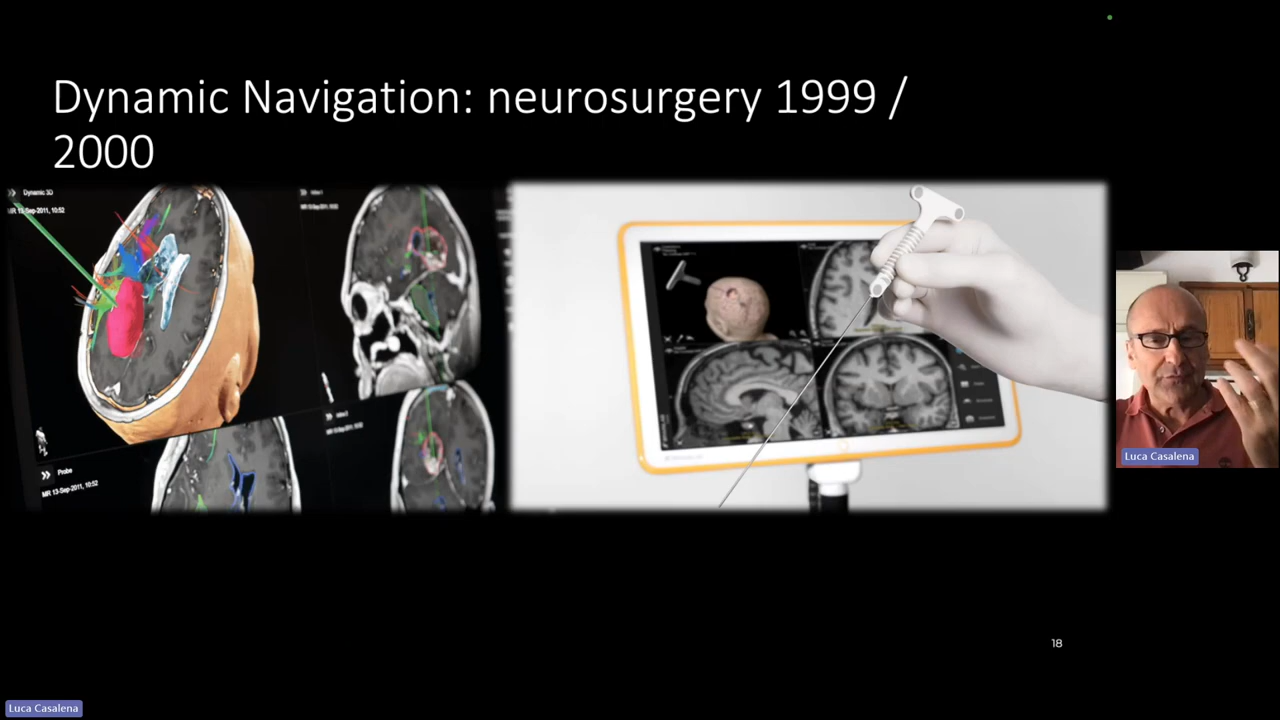 Dynamic Navigation: neurosurgery 1999 /
2000
Dynamic 3D
MR 13-Sep-2011, 10:52
Probe
MR 13-Sep-2011, 10:52
Luca Casalena
18
Luca Casalena